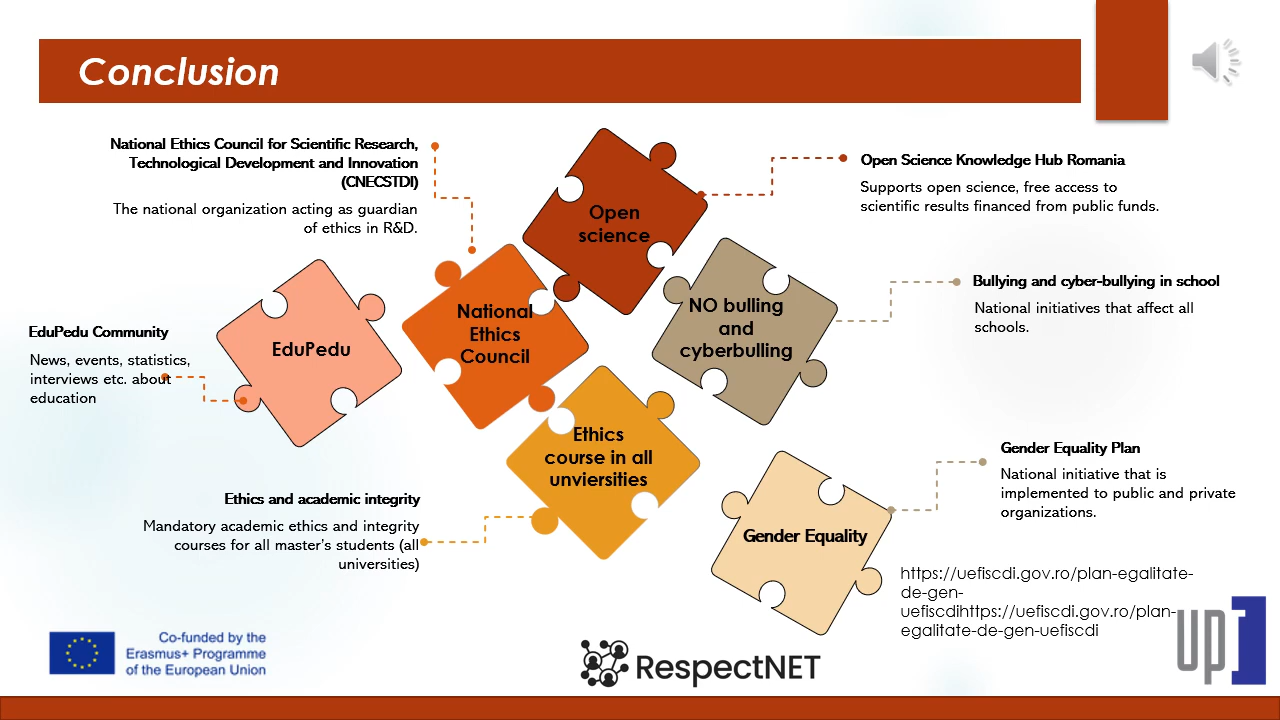 Conclusion
National Ethics Council for Scientific Research,
Technological Development and Innovation
(CNECSTDI)
The national organization acting as guardian
of ethics in R&D.
Open
science
Open Science Knowledge Hub Romania
Supports open science, free access to
scientific results financed from public funds.
EduPedu Community
News, events, statistics,
interviews etc. about
education
EduPedu
National
Ethics
Council
NO bulling
and
cyberbulling
Bullying and cyber-bullying in school
National initiatives that affect all
schools.
Ethics and academic integrity
Mandatory academic ethics and integrity
courses for all master's students (all
universities)
Ethics
course in all
unviersities
Gender Equality
Gender Equality Plan
National initiative that is
implemented to public and private
organizations.
https://uefiscdi.gov.ro/plan-egalitate-
de-gen-
uefiscdihttps://uefiscdi.gov.ro/plan-
egalitate-de-gen-uefiscdi
Co-funded by the
Erasmus+ Programme
of the European Union
RespectNET
up